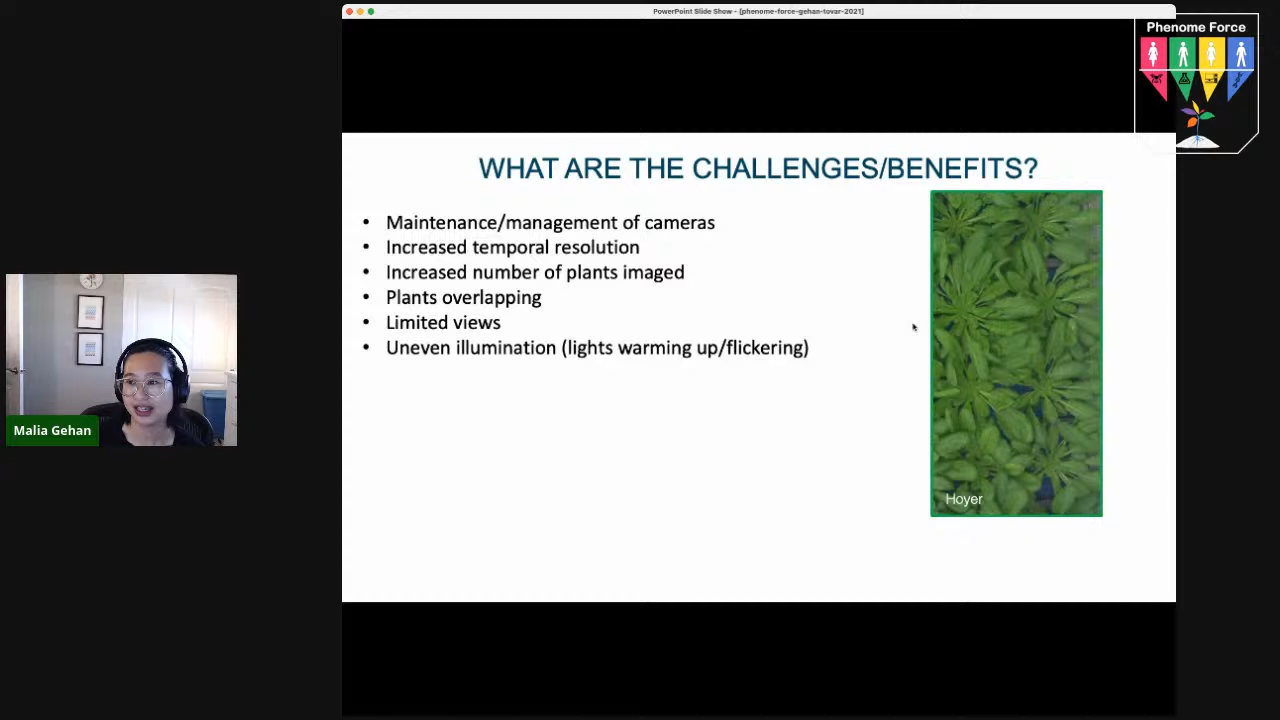 PowerPoint Slide Show - [phenome-force-gehan-tovar-2021]
Phenome Force
WHAT ARE THE CHALLENGES/BENEFITS?
• Maintenance/management of cameras
• Increased temporal resolution
• Increased number of plants imaged
• Plants overlapping
• Limited views
• Uneven illumination (lights warming up/flickering)
Hoyer
Malia Gehan